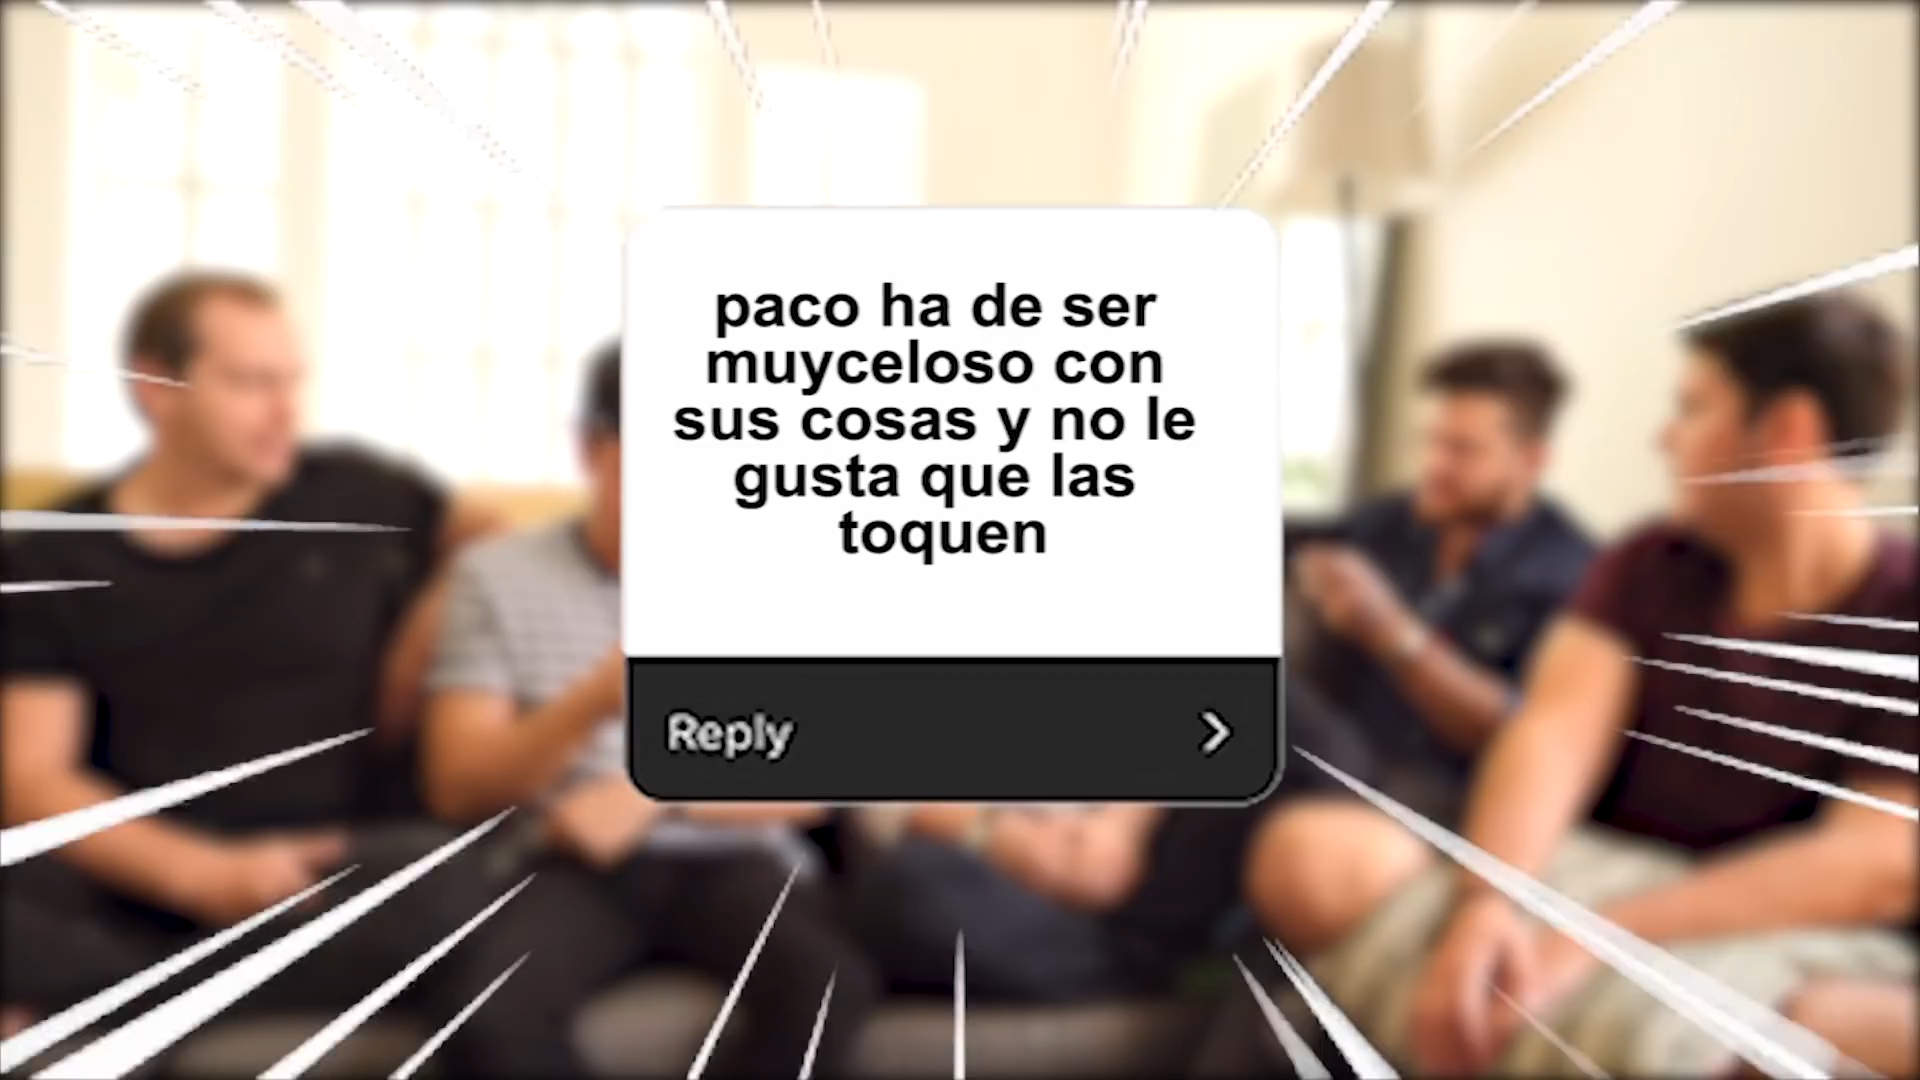 paco ha de ser
muyceloso con
sus cosas y no le
gusta que las
toquen
Reply